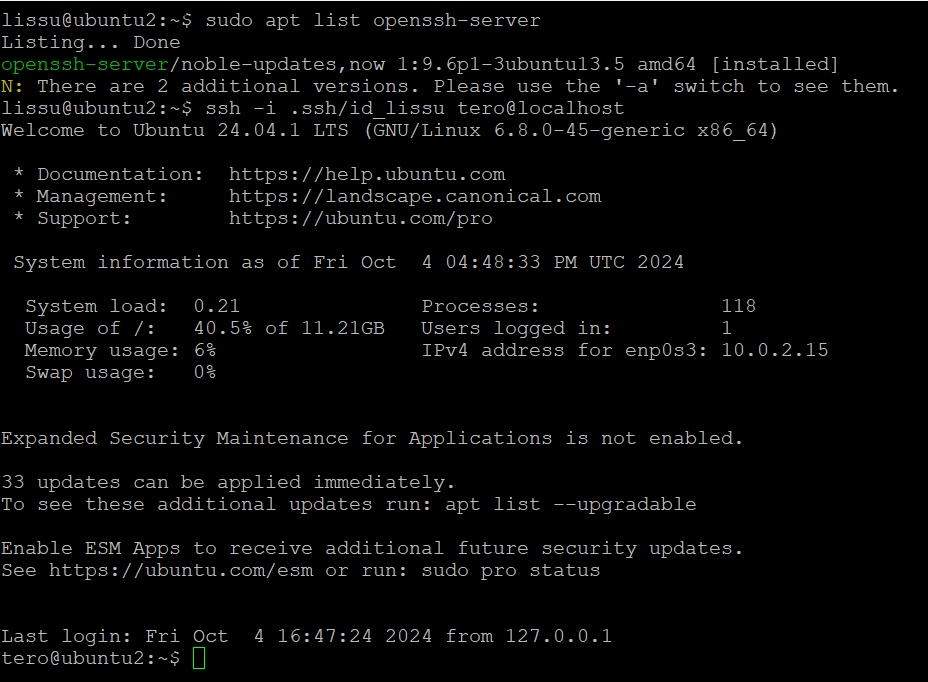 lissu@ubuntu2:~$ sudo apt list openssh-server
Listing... Done
openssh-server/noble-updates,now 1:9.6p1-3ubuntu13.5 amd64 [installed]
N: There are 2 additional versions. Please use the '-a' switch to see them.
lissu@ubuntu2:~$ ssh -i .ssh/id_lissu tero@localhost
Welcome to Ubuntu 24.04.1 LTS (GNU/Linux 6.8.0-45-generic x86_64)

 * Documentation:  https://help.ubuntu.com
 * Management:     https://landscape.canonical.com
 * Support:        https://ubuntu.com/pro

 System information as of Fri Oct  4 04:48:33 PM UTC 2024

  System load:  0.21               Processes:               118
  Usage of /:   40.5% of 11.21GB   Users logged in:         1
  Memory usage: 6%                 IPv4 address for enp0s3: 10.0.2.15
  Swap usage:   0%


Expanded Security Maintenance for Applications is not enabled.

33 updates can be applied immediately.
To see these additional updates run: apt list --upgradable

Enable ESM Apps to receive additional future security updates.
See https://ubuntu.com/esm or run: sudo pro status


Last login: Fri Oct  4 16:47:24 2024 from 127.0.0.1
tero@ubuntu2:~$